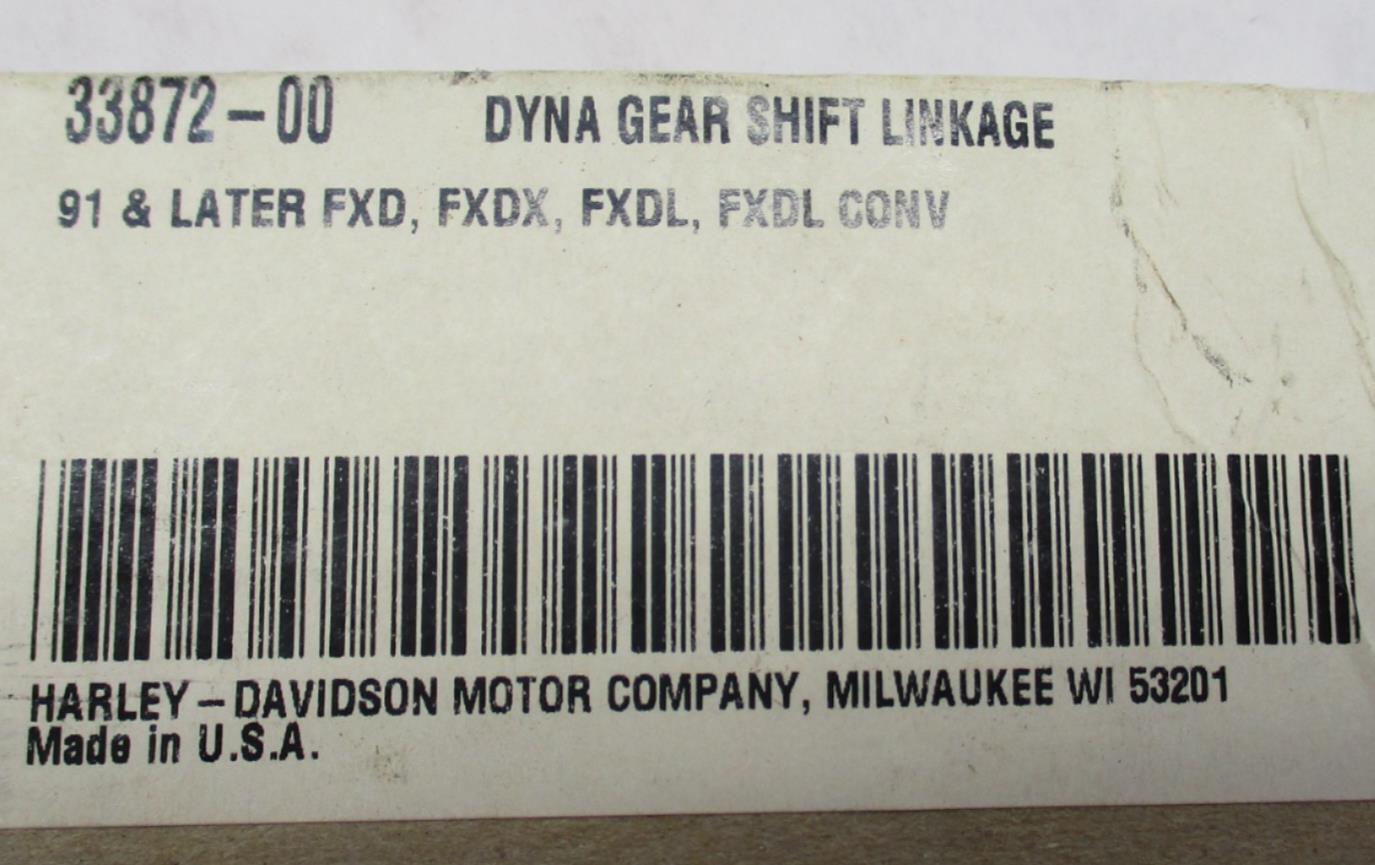 33872-00 DYNA GEAR SHIFT LINKAGE
91 & LATER FXD, FXDX, FXDL, FXDL CONV
HARLEY-DAVIDSON MOTOR COMPANY, MILWAUKEE WI 53201
Made in U.S.A.